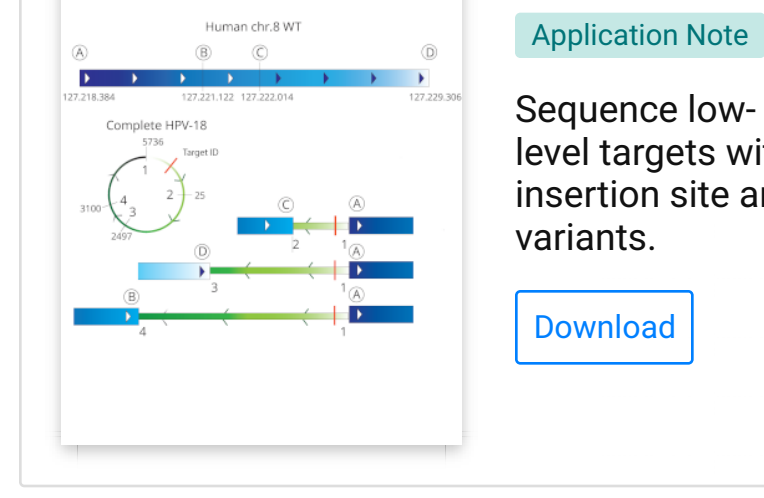 Human chr.8 WT
A B C D
127.218.384 127.221.122 127.222.014 127.229.306
Complete HPV-18
5736
Target ID
1
4 2 25
3100 3
2497
C A
2 1
D A
3 1
B A
4 1
Application Note
Sequence low-
level targets wi
insertion site a
variants.
Download